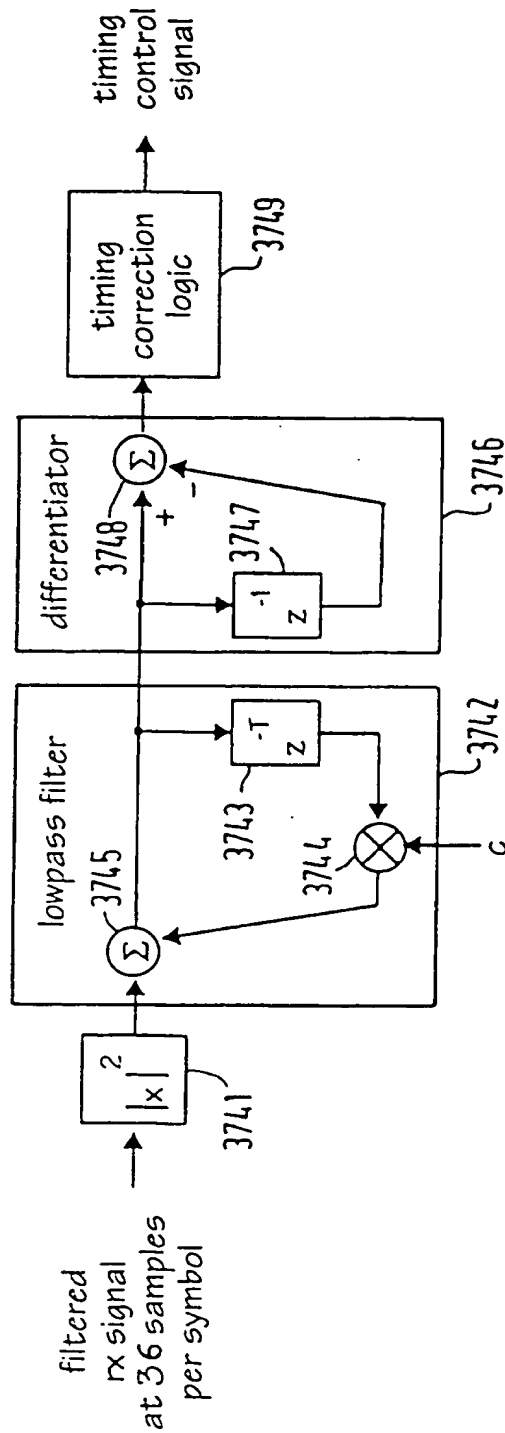 filtered
rx signal
at 36 samples
per symbol
|x|²
3741
lowpass filter
Σ
3745
z⁻ᵀ
3743
3744
c
3742
differentiator
Σ
3748
+
-
z⁻¹
3747
3746
timing
correction
logic
3749
timing
control
signal